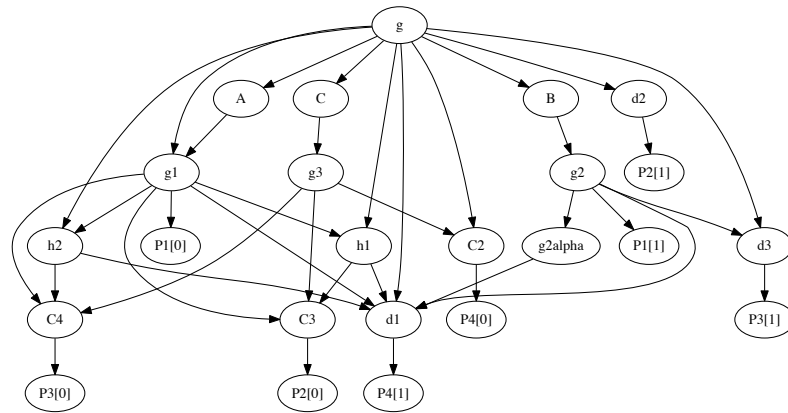 g
A
C
B
d2
g1
g3
g2
P2[1]
h2
P1[0]
h1
C2
g2alpha
P1[1]
d3
C4
C3
d1
P4[0]
P3[1]
P3[0]
P2[0]
P4[1]